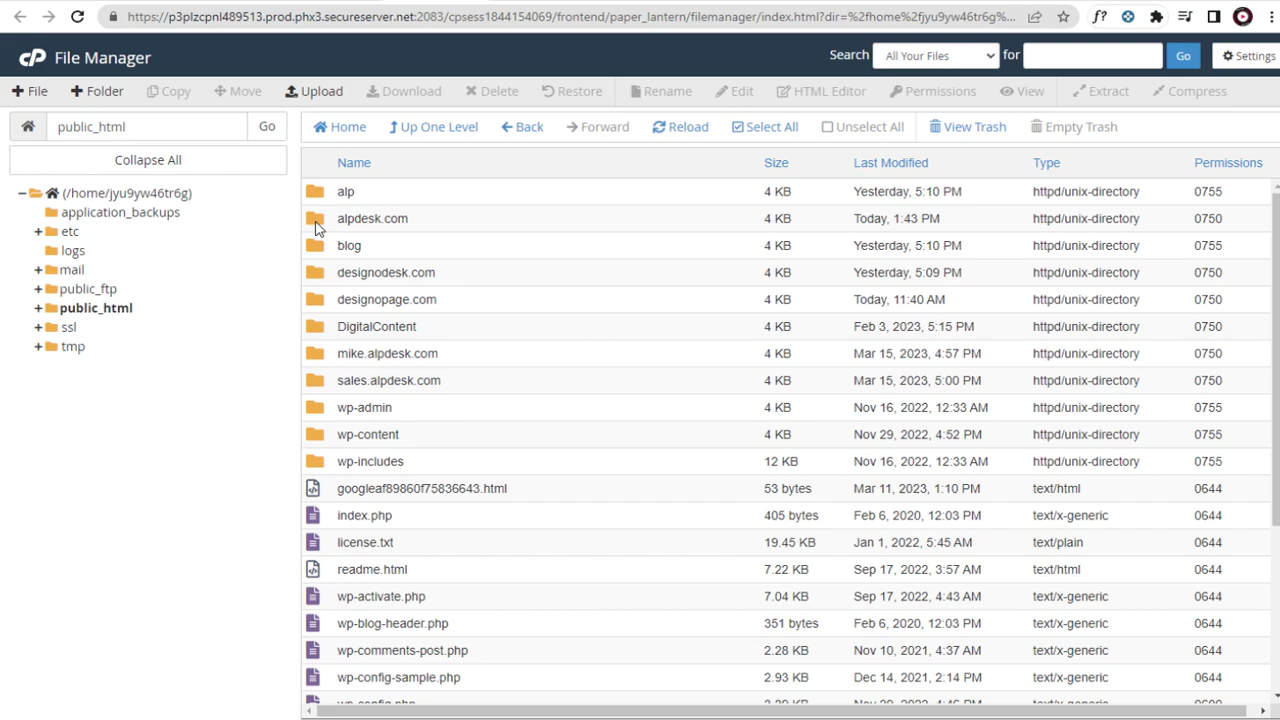 https://p3plzcpnl489513.prod.phx3.secureserver.net:2083/cpsess1844154069/frontend/paper_lantern/filemanager/index.html?dir=%2fhome%2fjyu9yw46tr6g%...
f?
cP File Manager
Search All Your Files for Go Settings
File Folder Copy Move Upload Download Delete Restore Rename Edit HTML Editor Permissions View Extract Compress
public_html Go Home Up One Level Back Forward Reload Select All Unselect All View Trash Empty Trash
Collapse All
Name Size Last Modified Type Permissions
(/home/jyu9yw46tr6g)
application_backups
etc
logs
mail
public_ftp
public_html
ssl
tmp
alp 4 KB Yesterday, 5:10 PM httpd/unix-directory 0755
alpdesk.com 4 KB Today, 1:43 PM httpd/unix-directory 0750
blog 4 KB Yesterday, 5:10 PM httpd/unix-directory 0755
designodesk.com 4 KB Yesterday, 5:09 PM httpd/unix-directory 0750
designopage.com 4 KB Today, 11:40 AM httpd/unix-directory 0750
DigitalContent 4 KB Feb 3, 2023, 5:15 PM httpd/unix-directory 0750
mike.alpdesk.com 4 KB Mar 15, 2023, 4:57 PM httpd/unix-directory 0750
sales.alpdesk.com 4 KB Mar 15, 2023, 5:00 PM httpd/unix-directory 0750
wp-admin 4 KB Nov 16, 2022, 12:33 AM httpd/unix-directory 0755
wp-content 4 KB Nov 29, 2022, 4:52 PM httpd/unix-directory 0755
wp-includes 12 KB Nov 16, 2022, 12:33 AM httpd/unix-directory 0755
googleaf89860f75836643.html 53 bytes Mar 11, 2023, 1:10 PM text/html 0644
index.php 405 bytes Feb 6, 2020, 12:03 PM text/x-generic 0644
license.txt 19.45 KB Jan 1, 2022, 5:45 AM text/plain 0644
readme.html 7.22 KB Sep 17, 2022, 3:57 AM text/html 0644
wp-activate.php 7.04 KB Sep 17, 2022, 4:43 AM text/x-generic 0644
wp-blog-header.php 351 bytes Feb 6, 2020, 12:03 PM text/x-generic 0644
wp-comments-post.php 2.28 KB Nov 10, 2021, 4:37 AM text/x-generic 0644
wp-config-sample.php 2.93 KB Dec 14, 2021, 2:14 PM text/x-generic 0644